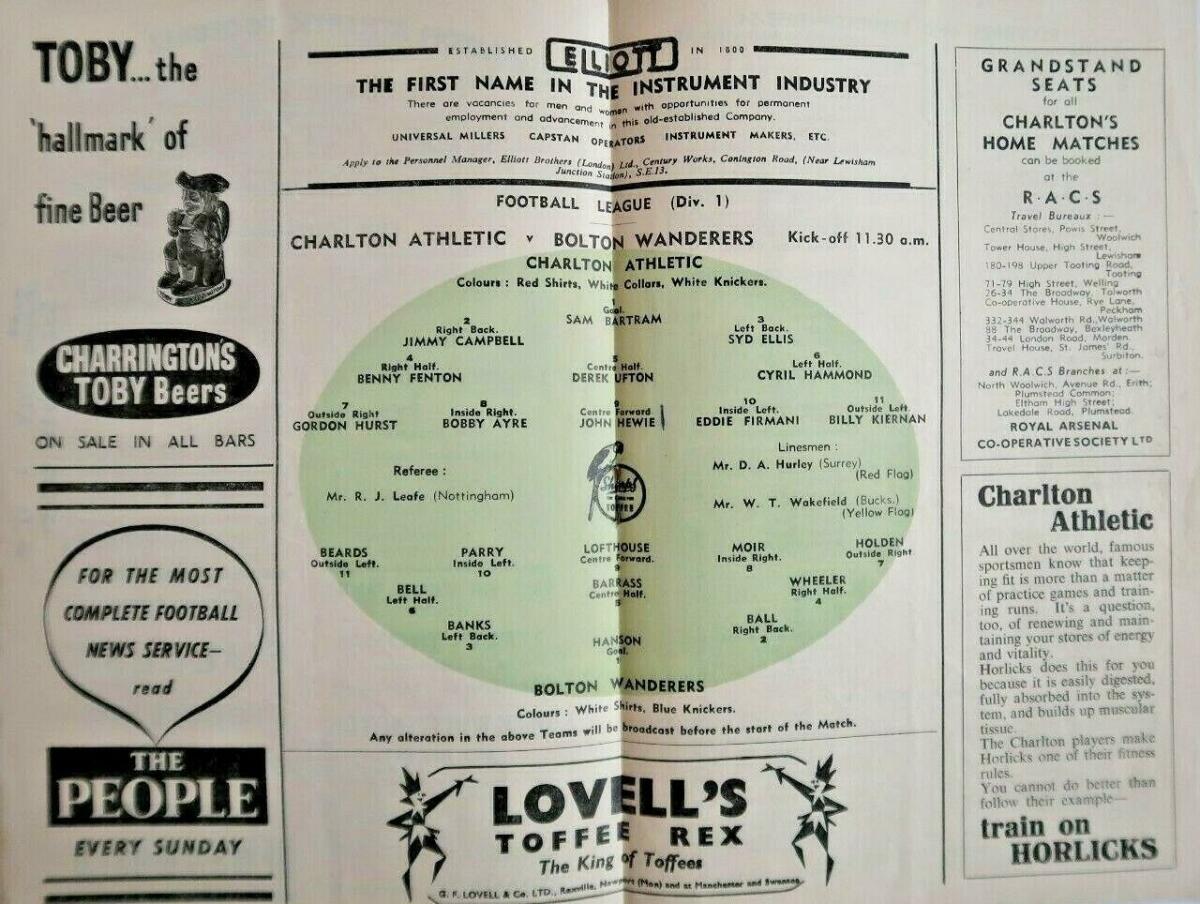 TOBY... the
'hallmark' of
fine Beer
CHARRINGTON'S
TOBY Beers
ON SALE IN ALL BARS
FOR THE MOST
COMPLETE FOOTBALL
NEWS SERVICE—
read
THE
PEOPLE
EVERY SUNDAY
ESTABLISHED ELLIOTT IN 1800
THE FIRST NAME IN THE INSTRUMENT INDUSTRY
There are vacancies for men and women with opportunities for permanent
employment and advancement in this old-established Company.
UNIVERSAL MILLERS CAPSTAN OPERATORS INSTRUMENT MAKERS, ETC.
Apply to the Personnel Manager, Elliott Brothers (London) Ltd., Century Works, Conington Road, (Near Lewisham
Junction Station), S.E.13.
FOOTBALL LEAGUE (Div. 1)
CHARLTON ATHLETIC v BOLTON WANDERERS Kick-off 11.30 a.m.
CHARLTON ATHLETIC
Colours : Red Shirts, White Collars, White Knickers.
1
Goal.
SAM BARTRAM
2
Right Back.
JIMMY CAMPBELL
3
Left Back.
SYD ELLIS
4
Right Half.
BENNY FENTON
5
Centre Half.
DEREK UFTON
6
Left Half.
CYRIL HAMMOND
7
Outside Right
GORDON HURST
8
Inside Right.
BOBBY AYRE
9
Centre Forward
JOHN HEWIE
10
Inside Left.
EDDIE FIRMANI
11
Outside Left.
BILLY KIERNAN
Referee :
Mr. R. J. Leafe (Nottingham)
TOFFEE
Linesmen :
Mr. D. A. Hurley (Surrey)
(Red Flag)
Mr. W. T. Wakefield (Bucks.)
(Yellow Flag)
BEARDS
Outside Left.
11
PARRY
Inside Left.
10
LOFTHOUSE
Centre Forward.
9
MOIR
Inside Right.
8
HOLDEN
Outside Right
7
BELL
Left Half.
6
BARRASS
Centre Half.
5
WHEELER
Right Half.
4
BANKS
Left Back.
3
BALL
Right Back.
2
HANSON
Goal.
1
BOLTON WANDERERS
Colours : White Shirts, Blue Knickers.
Any alteration in the above Teams will be broadcast before the start of the Match.
LOVELL'S
TOFFEE REX
The King of Toffees
G. F. LOVELL & Co. LTD., Rexville, Newport (Mon) and at Manchester and Swansea.
GRANDSTAND
SEATS
for all
CHARLTON'S
HOME MATCHES
can be booked
at the
R·A·C·S
Travel Bureaux :—
Central Stores, Powis Street,
Woolwich
Tower House, High Street,
Lewisham
180-198 Upper Tooting Road,
Tooting
71-79 High Street, Welling
26-34 The Broadway, Tolworth
Co-operative House, Rye Lane,
Peckham
332-344 Walworth Rd., Walworth
88 The Broadway, Bexleyheath
34-44 London Road, Morden.
Travel House, St. James' Rd.,
Surbiton.
and R.A.C.S Branches at :—
North Woolwich, Avenue Rd., Erith;
Plumstead Common;
Eltham High Street;
Lakedale Road, Plumstead.
ROYAL ARSENAL
CO-OPERATIVE SOCIETY LTD
Charlton
Athletic
All over the world, famous
sportsmen know that keep-
ing fit is more than a matter
of practice games and train-
ing runs. It's a question,
too, of renewing and main-
taining your stores of energy
and vitality.
Horlicks does this for you
because it is easily digested,
fully absorbed into the sys-
tem, and builds up muscular
tissue.
The Charlton players make
Horlicks one of their fitness
rules.
You cannot do better than
follow their example—
train on
HORLICKS